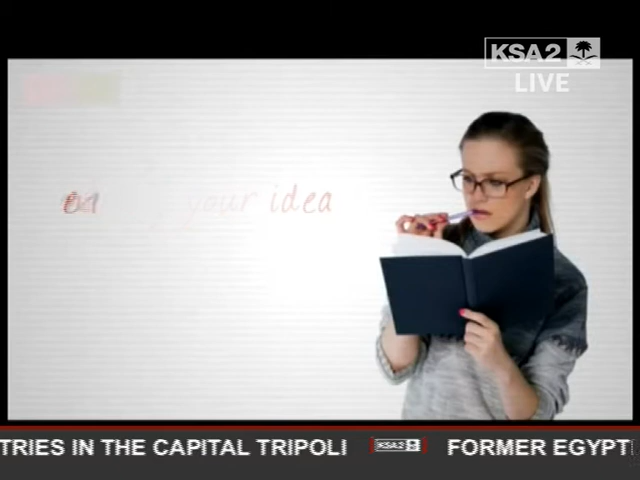 KSA2
LIVE
your idea
TRIES IN THE CAPITAL TRIPOLI KSA2 FORMER EGYPT